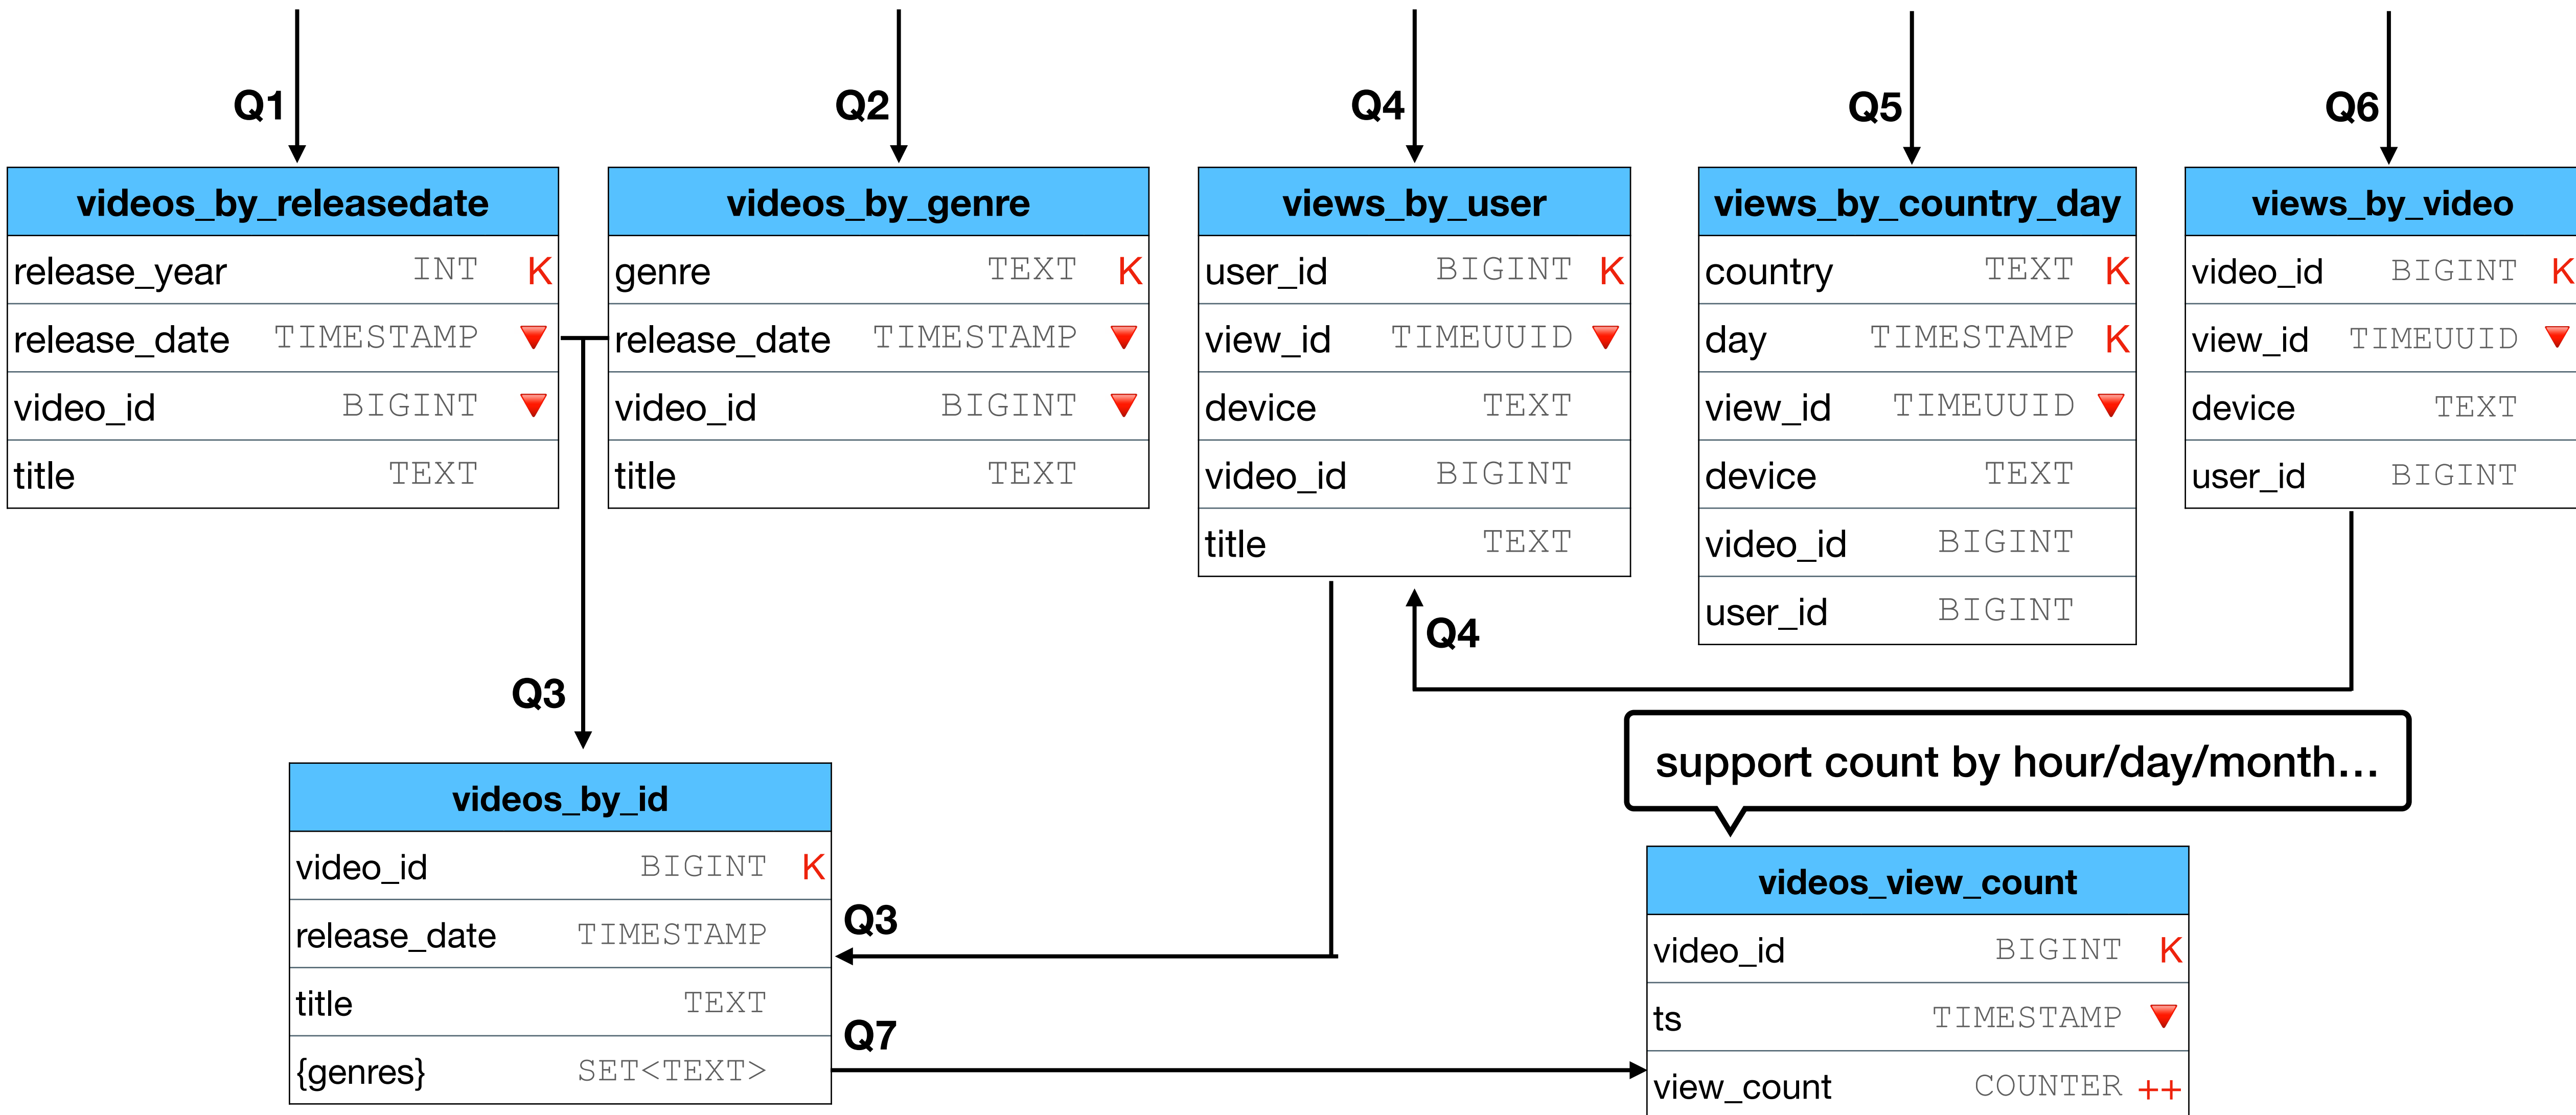 Q1
Q2
Q4
Q5
Q6
videos_by_releasedate
release_year INT K
release_date TIMESTAMP
video_id BIGINT
title TEXT
videos_by_genre
genre TEXT K
release_date TIMESTAMP
video_id BIGINT
title TEXT
views_by_user
user_id BIGINT K
view_id TIMEUUID
device TEXT
video_id BIGINT
title TEXT
views_by_country_day
country TEXT K
day TIMESTAMP K
view_id TIMEUUID
device TEXT
video_id BIGINT
user_id BIGINT
views_by_video
video_id BIGINT K
view_id TIMEUUID
device TEXT
user_id BIGINT
Q4
Q3
support count by hour/day/month...
videos_by_id
video_id BIGINT K
release_date TIMESTAMP
title TEXT
{genres} SET<TEXT>
Q3
Q7
videos_view_count
video_id BIGINT K
ts TIMESTAMP
view_count COUNTER ++